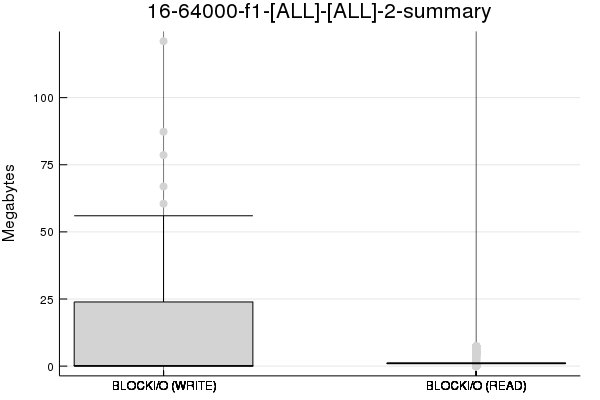 16-64000-f1-[ALL]-[ALL]-2-summary
Megabytes
100
75
50
25
0
BLOCKI/O (WRITE)
BLOCKI/O (READ)